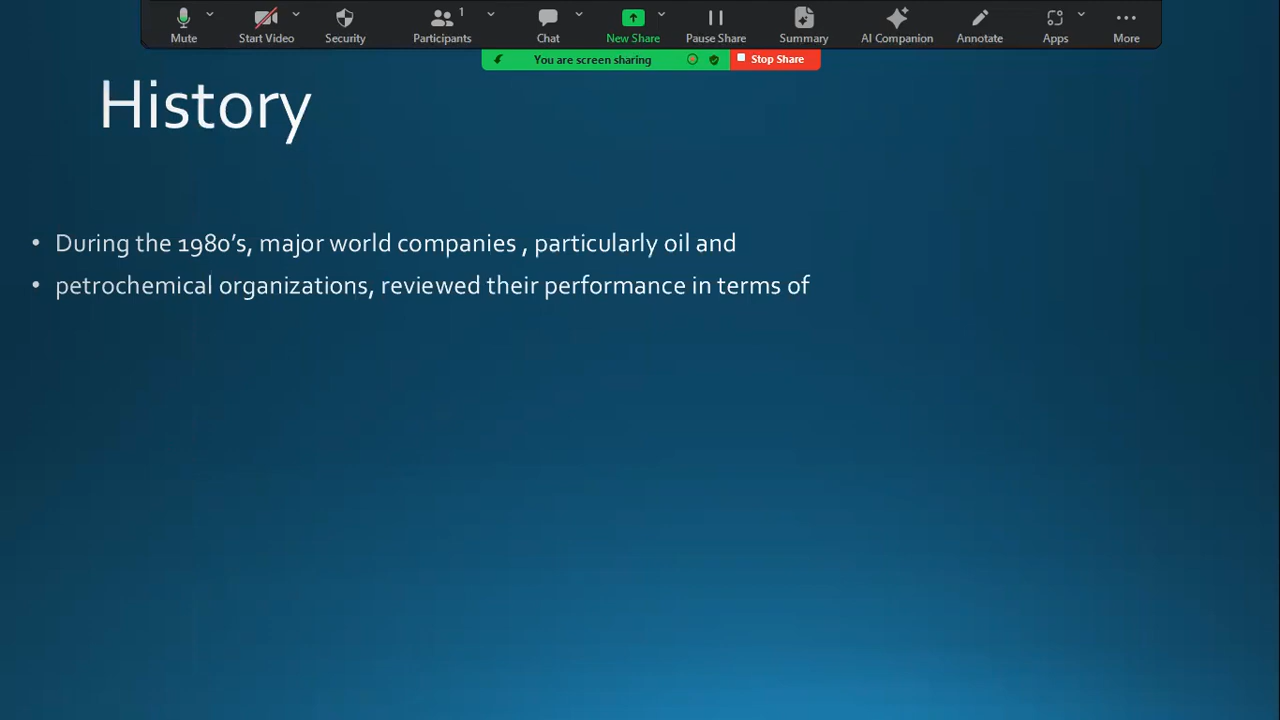 Mute
Start Video
Security
Participants
1
Chat
New Share
Pause Share
Summary
AI Companion
Annotate
Apps
More
You are screen sharing
Stop Share
History
• During the 1980’s, major world companies , particularly oil and
• petrochemical organizations, reviewed their performance in terms of